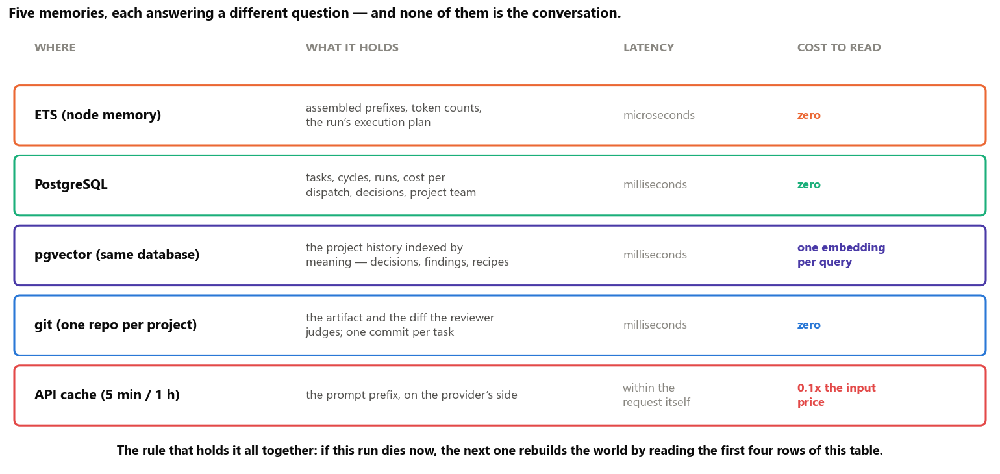 Five memories, each answering a different question — and none of them is the conversation.
WHERE
WHAT IT HOLDS
LATENCY
COST TO READ
ETS (node memory)
assembled prefixes, token counts,
the run’s execution plan
microseconds
zero
PostgreSQL
tasks, cycles, runs, cost per
dispatch, decisions, project team
milliseconds
zero
pgvector (same database)
the project history indexed by
meaning — decisions, findings, recipes
milliseconds
one embedding
per query
git (one repo per project)
the artifact and the diff the reviewer
judges; one commit per task
milliseconds
zero
API cache (5 min / 1 h)
the prompt prefix, on the provider’s side
within the
request itself
0.1x the input
price
The rule that holds it all together: if this run dies now, the next one rebuilds the world by reading the first four rows of this table.